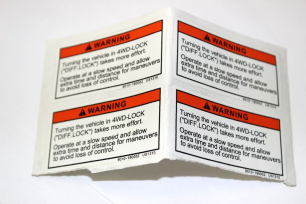 WARNING
Turning the vehicle in 4WD-LOCK
("DIFF.LOCK") takes more effort.
Operate at a slow speed and allow
extra time and distance for maneuvers
to avoid loss of control.
WARNING
Turning the vehicle in 4WD-LOCK
("DIFF.LOCK") takes more effort.
Operate at a slow speed and allow
extra time and distance for maneuvers
to avoid loss of control.
WARNING
Turning the vehicle in 4WD-LOCK
("DIFF.LOCK") takes more effort.
Operate at a slow speed and allow
extra time and distance for maneuvers
to avoid loss of control.
WARNING
Turning the vehicle in 4WD-LOCK
("DIFF.LOCK") takes more effort.
Operate at a slow speed and allow
extra time and distance for maneuvers
to avoid loss of control.